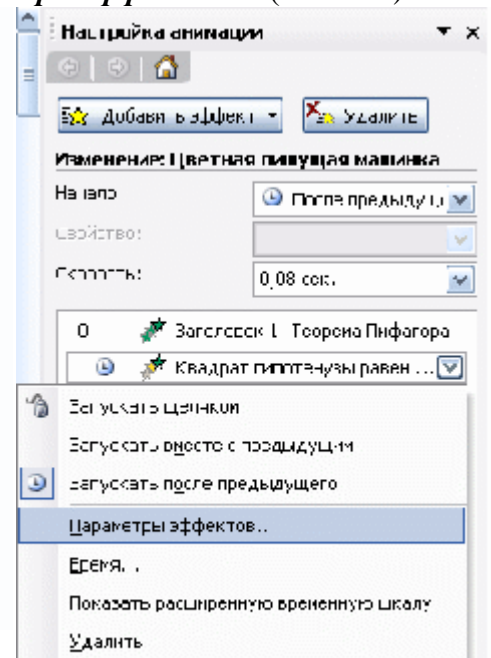 Настройка анимации
Добавить эффект
Удалить
Изменение: Цветная пишущая машинка
Начало
После предыдущ
Свойство:
Скорость:
0,08 сек.
0 Заголовок 1: Теорема Пифагора
Квадрат гипотенузы равен ...
Запускать щелчком
Запускать вместе с предыдущим
Запускать после предыдущего
Параметры эффектов...
Время...
Показать расширенную временную шкалу
Удалить